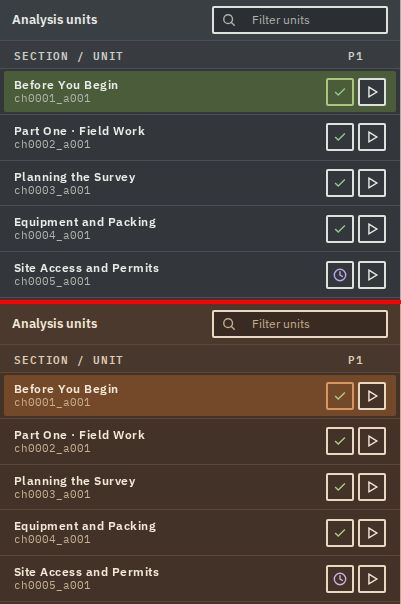 Analysis units
Filter units
SECTION / UNIT P1
Before You Begin
ch0001_a001
Part One · Field Work
ch0002_a001
Planning the Survey
ch0003_a001
Equipment and Packing
ch0004_a001
Site Access and Permits
ch0005_a001
Analysis units
Filter units
SECTION / UNIT P1
Before You Begin
ch0001_a001
Part One · Field Work
ch0002_a001
Planning the Survey
ch0003_a001
Equipment and Packing
ch0004_a001
Site Access and Permits
ch0005_a001